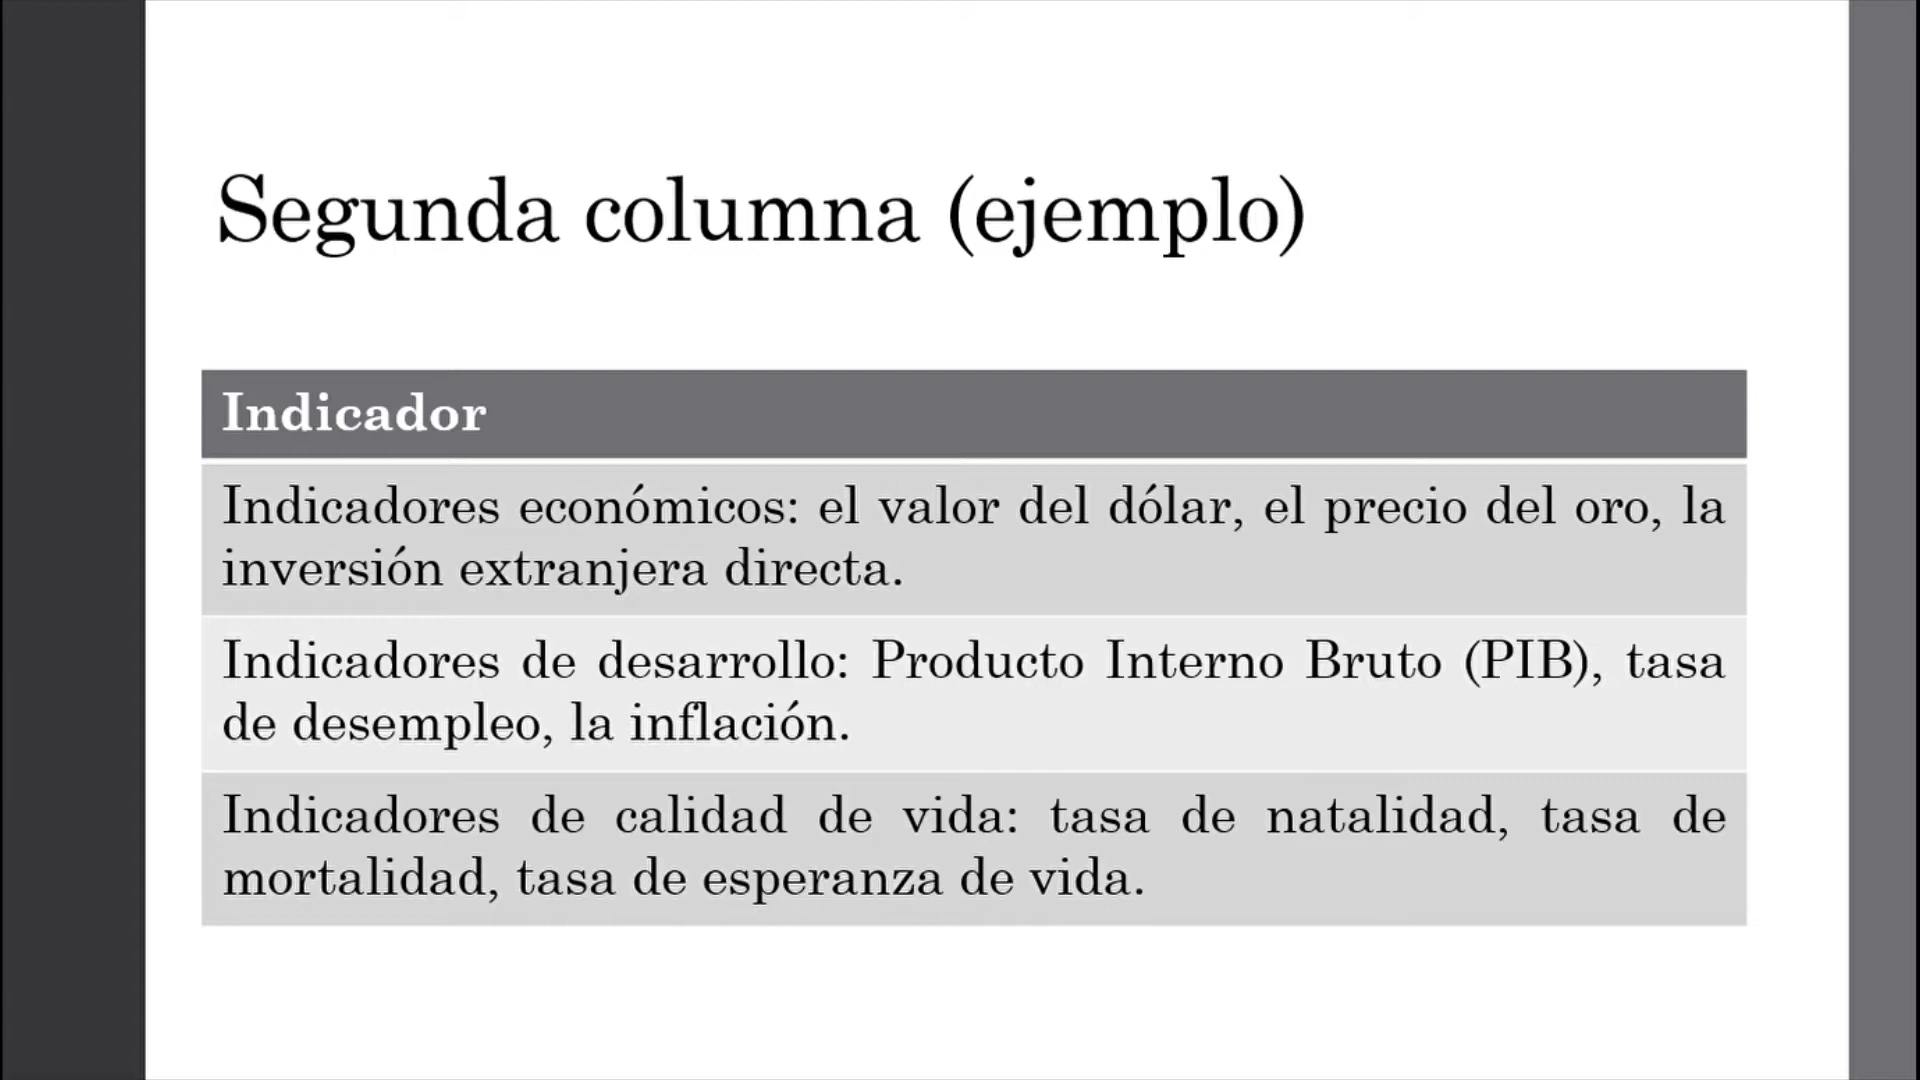 Segunda columna (ejemplo)
Indicador
Indicadores económicos: el valor del dólar, el precio del oro, la
inversión extranjera directa.
Indicadores de desarrollo: Producto Interno Bruto (PIB), tasa
de desempleo, la inflación.
Indicadores de calidad de vida: tasa de natalidad, tasa de
mortalidad, tasa de esperanza de vida.